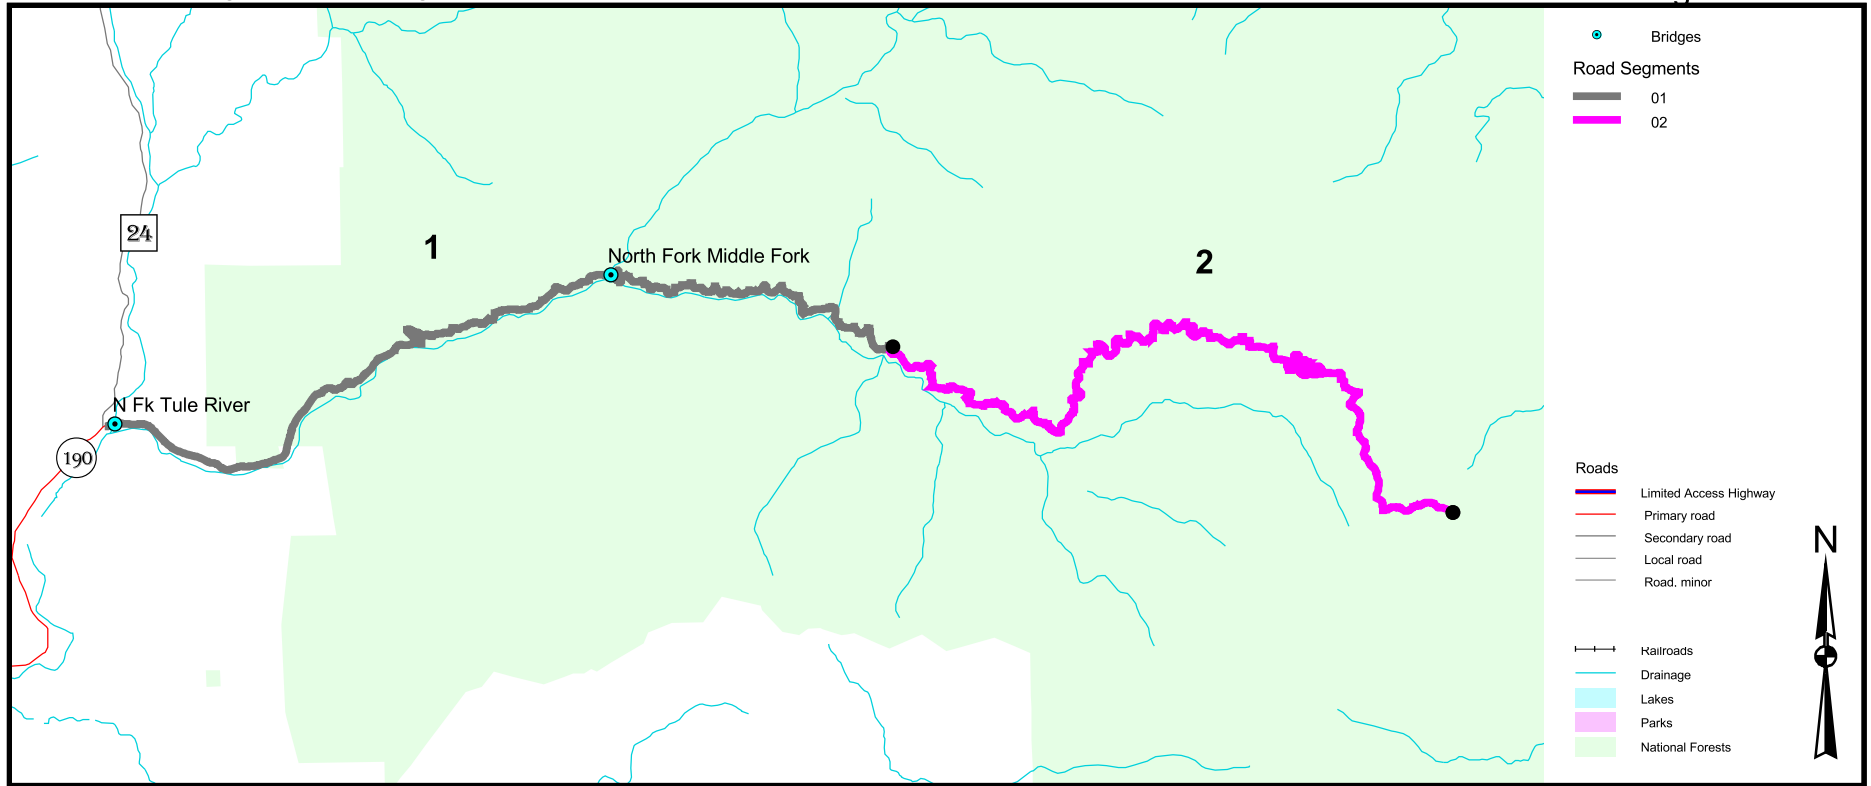 Bridges
Road Segments
01
02
24
1
North Fork Middle Fork
2
N Fk Tule River
190
Roads
Limited Access Highway
Primary road
Secondary road
Local road
Road, minor
N
Railroads
Drainage
Lakes
Parks
National Forests